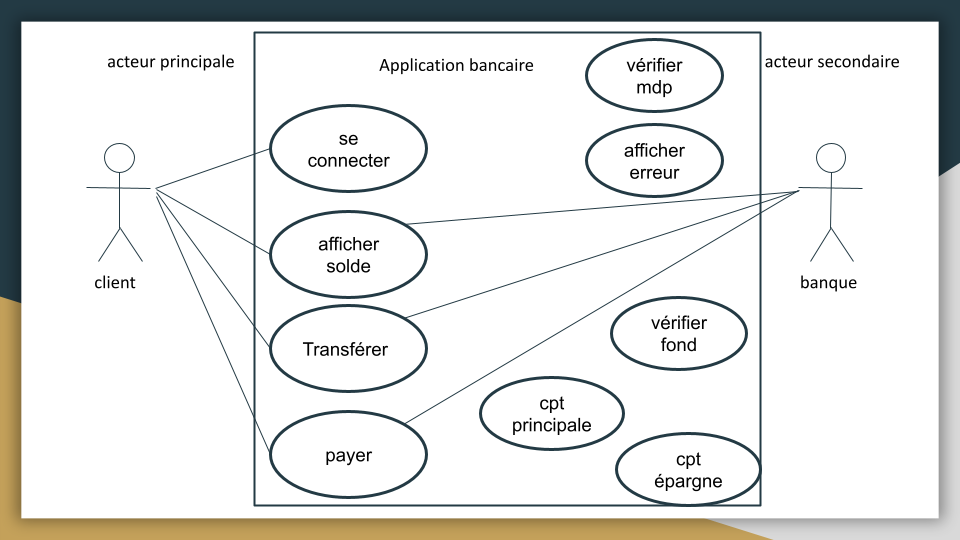 acteur principale
Application bancaire
acteur secondaire
vérifier
mdp
se
connecter
afficher
erreur
afficher
solde
client
banque
Transférer
vérifier
fond
cpt
principale
payer
cpt
épargne